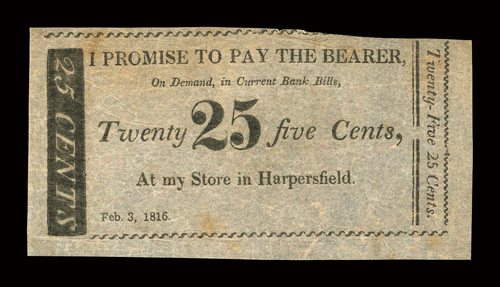 25 CENTS
I PROMISE TO PAY THE BEARER,
On Demand, in Current Bank Bills,
Twenty 25 five Cents,
At my Store in Harpersfield.
Feb. 3, 1816.
Twenty-Five 25 Cents.